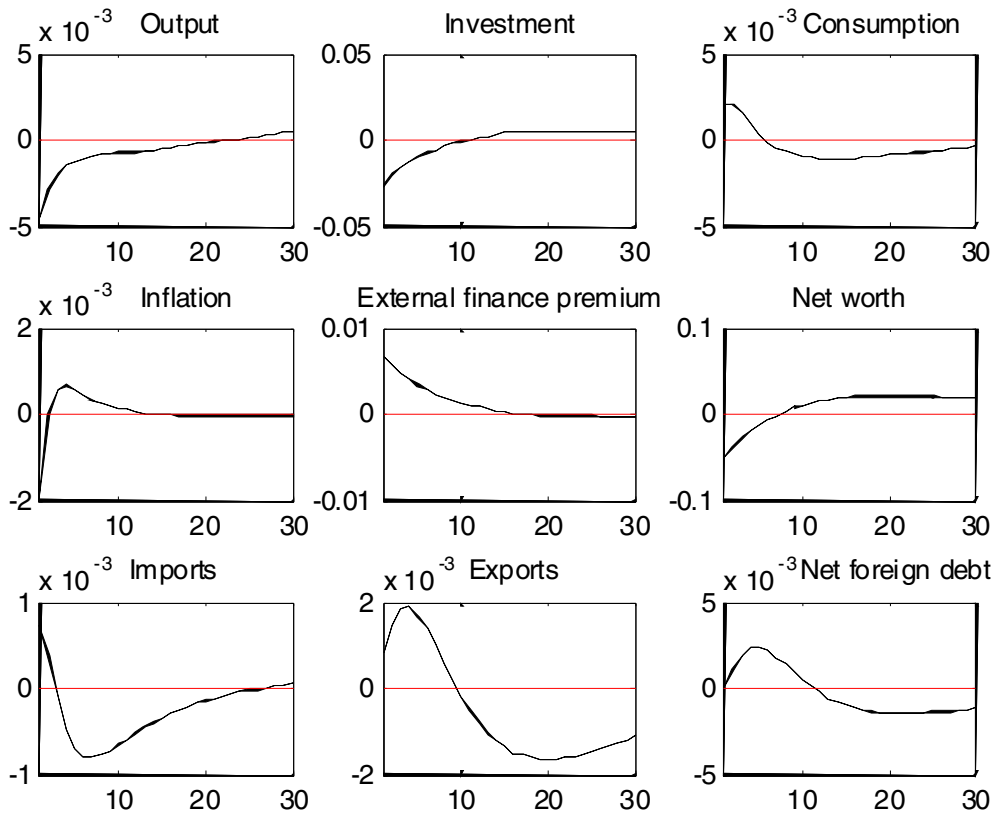 x 10⁻³ Output
5
0
-5
10 20 30
Investment
0.05
0
-0.05
10 20 30
x 10⁻³ Consumption
5
0
-5
10 20 30
x 10⁻³ Inflation
2
0
-2
10 20 30
External finance premium
0.01
0
-0.01
10 20 30
Net worth
0.1
0
-0.1
10 20 30
x 10⁻³ Imports
1
0
-1
10 20 30
x 10⁻³ Exports
2
0
-2
10 20 30
x 10⁻³ Net foreign debt
5
0
-5
10 20 30